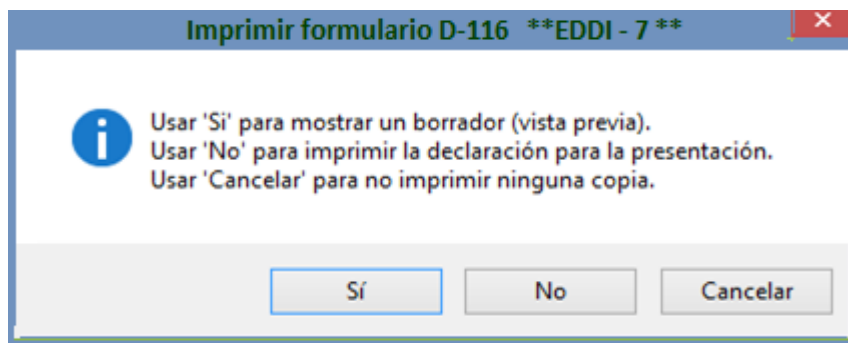 Imprimir formulario D-116 **EDDI - 7 **
Usar 'Si' para mostrar un borrador (vista previa).
Usar 'No' para imprimir la declaración para la presentación.
Usar 'Cancelar' para no imprimir ninguna copia.
Sí No Cancelar